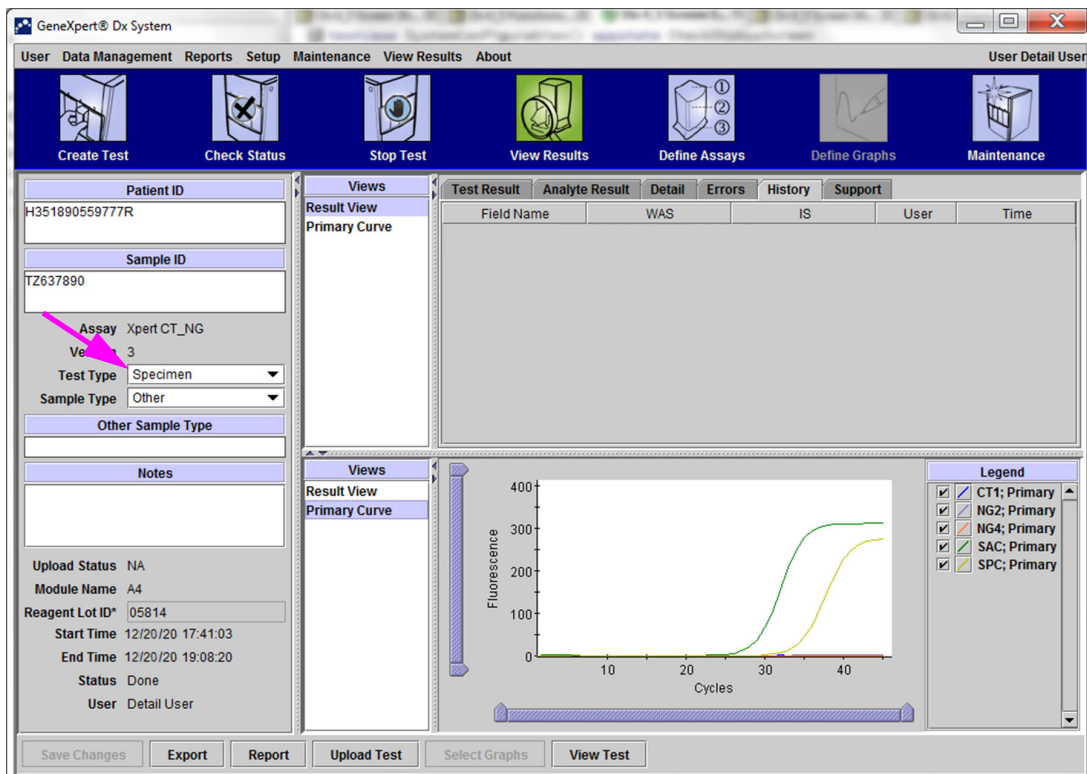 GeneXpert® Dx System
User Data Management Reports Setup Maintenance View Results About User Detail User
Create Test Check Status Stop Test View Results Define Assays Define Graphs Maintenance
Patient ID
H351890559777R
Sample ID
TZ637890
Assay Xpert CT_NG
3
Test Type Specimen
Sample Type Other
Other Sample Type
Notes
Upload Status NA
Module Name A4
Reagent Lot ID* 05814
Start Time 12/20/20 17:41:03
End Time 12/20/20 19:08:20
Status Done
User Detail User
Views
Result View
Primary Curve
Test Result Analyte Result Detail Errors History Support
Field Name WAS IS User Time
Views
Result View
Primary Curve
400
300
200
100
0
Fluorescence
10 20 30 40
Cycles
Legend
CT1; Primary
NG2; Primary
NG4; Primary
SAC; Primary
SPC; Primary
Save Changes Export Report Upload Test Select Graphs View Test